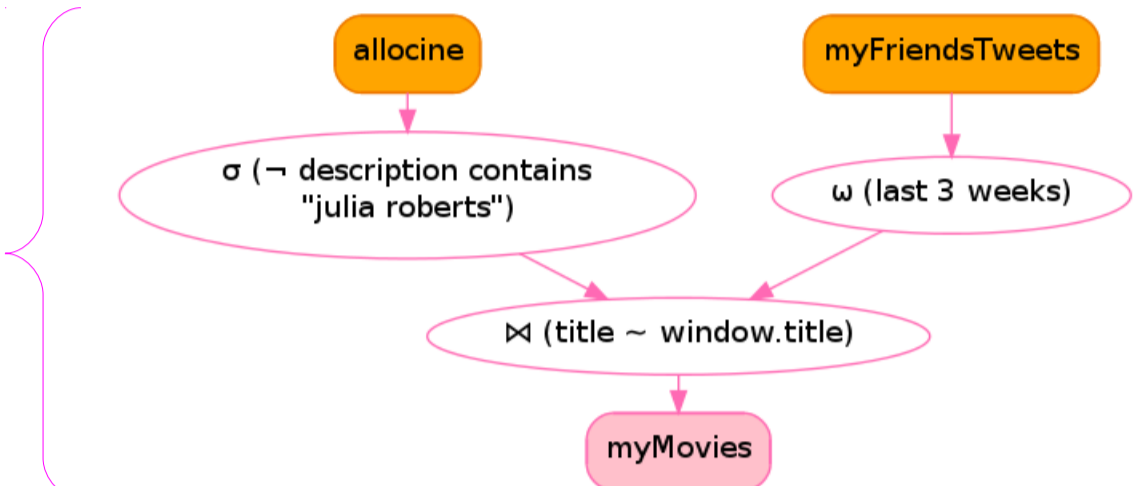 allocine
myFriendsTweets
σ (¬ description contains
"julia roberts")
ω (last 3 weeks)
⋈ (title ~ window.title)
myMovies